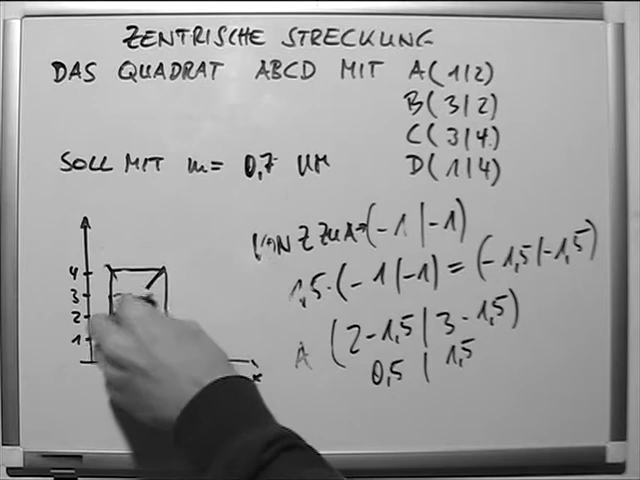 ZENTRISCHE STRECKUNG
DAS QUADRAT ABCD MIT A(1|2)
B(3|2)
C(3|4)
D(1|4)
SOLL MIT m = 0,7 UM
VON Z ZU A → (-1|-1)
1,5·(-1|-1) = (-1,5|-1,5)
A (2-1,5|3-1,5)
0,5 | 1,5
4
3
2
1
x